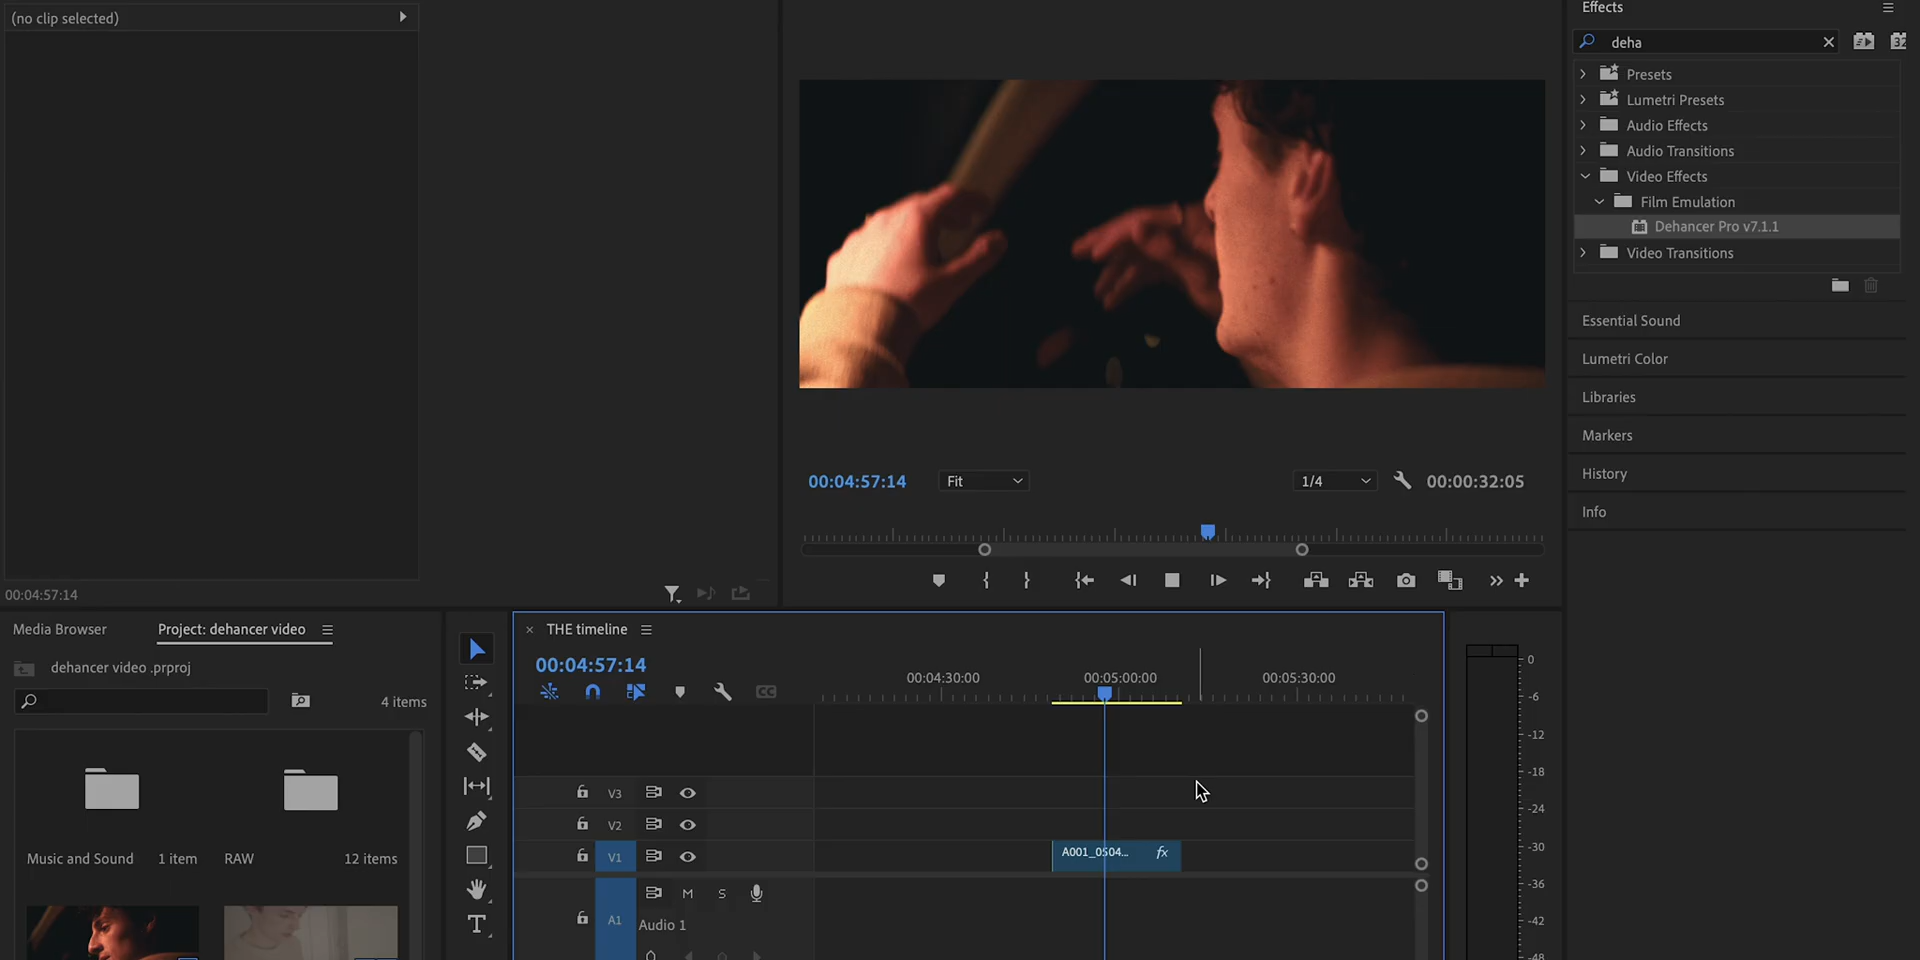 (no clip selected)
00:04:57:14
Media Browser
Project: dehancer video
dehancer video .prproj
4 items
Music and Sound
1 item
RAW
12 items
00:04:57:14
Fit
1/4
00:00:32:05
THE timeline
00:04:57:14
CC
00:04:30:00
00:05:00:00
00:05:30:00
V3
V2
V1
A001_0504...
fx
A1
M
S
Audio 1
T
0
-6
-12
-18
-24
-30
-36
-42
-48
Effects
deha
32
Presets
Lumetri Presets
Audio Effects
Audio Transitions
Video Effects
Film Emulation
Dehancer Pro v7.1.1
Video Transitions
Essential Sound
Lumetri Color
Libraries
Markers
History
Info